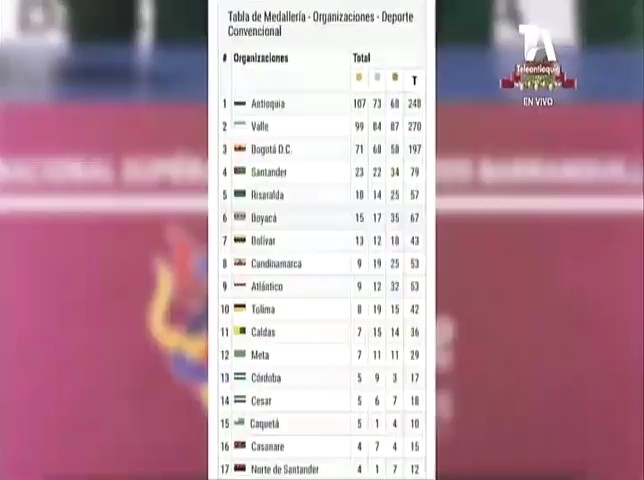 Tabla de Medallería - Organizaciones - Deporte
Convencional
# Organizaciones Total
T
1 Antioquia 107 73 68 248
2 Valle 99 84 87 270
3 Bogotá D.C. 71 68 58 197
4 Santander 23 22 34 79
5 Risaralda 18 14 25 57
6 Boyacá 15 17 35 67
7 Bolívar 13 12 18 43
8 Cundinamarca 9 19 25 53
9 Atlántico 9 12 32 53
10 Tolima 8 19 15 42
11 Caldas 7 15 14 36
12 Meta 7 11 11 29
13 Córdoba 5 9 3 17
14 Cesar 5 6 7 18
15 Caquetá 5 1 4 10
16 Casanare 4 7 4 15
17 Norte de Santander 4 1 7 12
Teleantioquia
EN VIVO